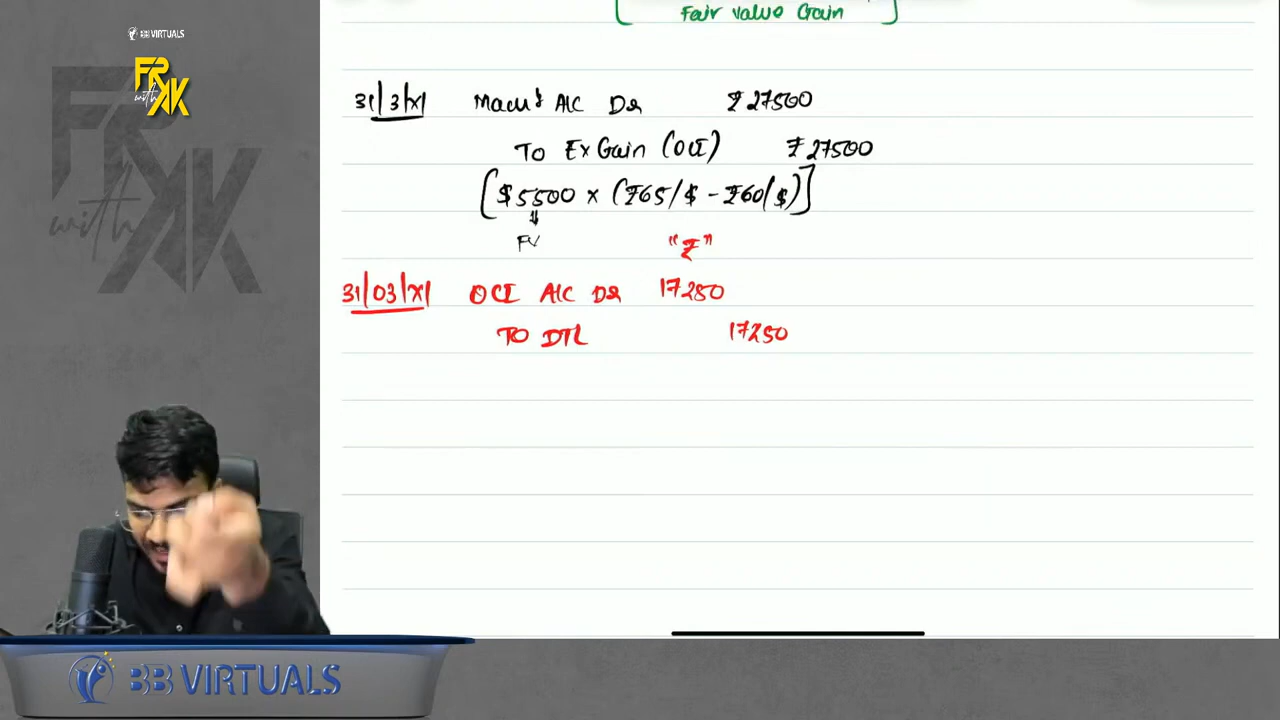 Fair Value Gain
BB VIRTUALS
FR
with
AK
31/3/X1 Mach's A/C Dr ₹27500
To Ex Gain (OCI) ₹27500
[$5500 × (₹65/$ - ₹60/$)]
FV
"₹"
31/03/X1 OCI A/C Dr 17250
TO DTL 17250
BB VIRTUALS